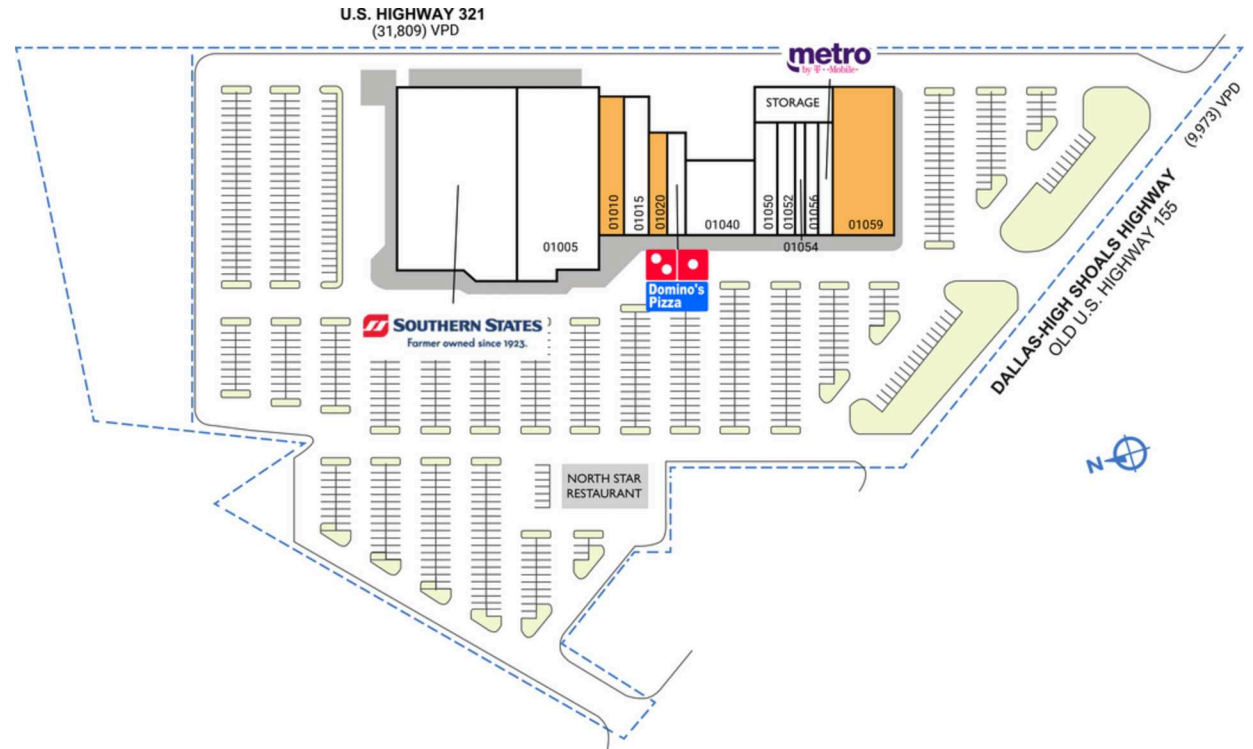 U.S. HIGHWAY 321
(31,809) VPD
metro
by T-Mobile
STORAGE
(9,973) VPD
01010
01015
01020
01050
01052
01056
01005
01040
01059
01054
DALLAS-HIGH SHOALS HIGHWAY
OLD U.S. HIGHWAY 155
Domino's
Pizza
SOUTHERN STATES
Farmer owned since 1923.
N
NORTH STAR
RESTAURANT